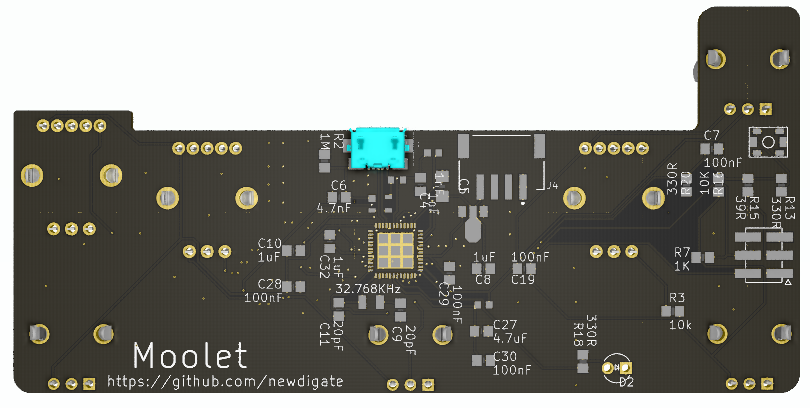 C7
100nF
R2
1M
C6
4.7nF
C4
C5
J4
330R
R20
10K
R16
39R
R15
330R
R13
C10
1uF
C32
1uF
C28
100nF
32.768KHz
C29
100nF
1uF
C8
100nF
C19
R7
1K
R3
10k
C11
20pF
C9
20pF
C27
4.7uF
C30
100nF
R18
330R
D2
Moolet
https://github.com/newdigate